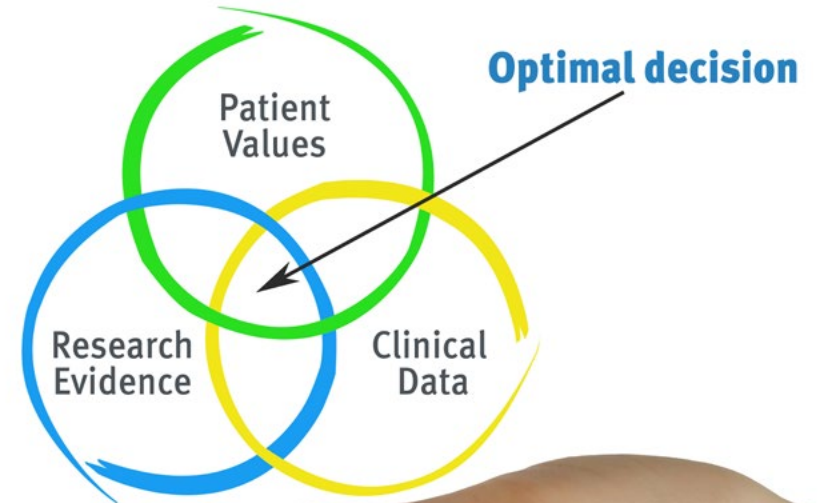 Optimal decision
Patient
Values
Research
Evidence
Clinical
Data